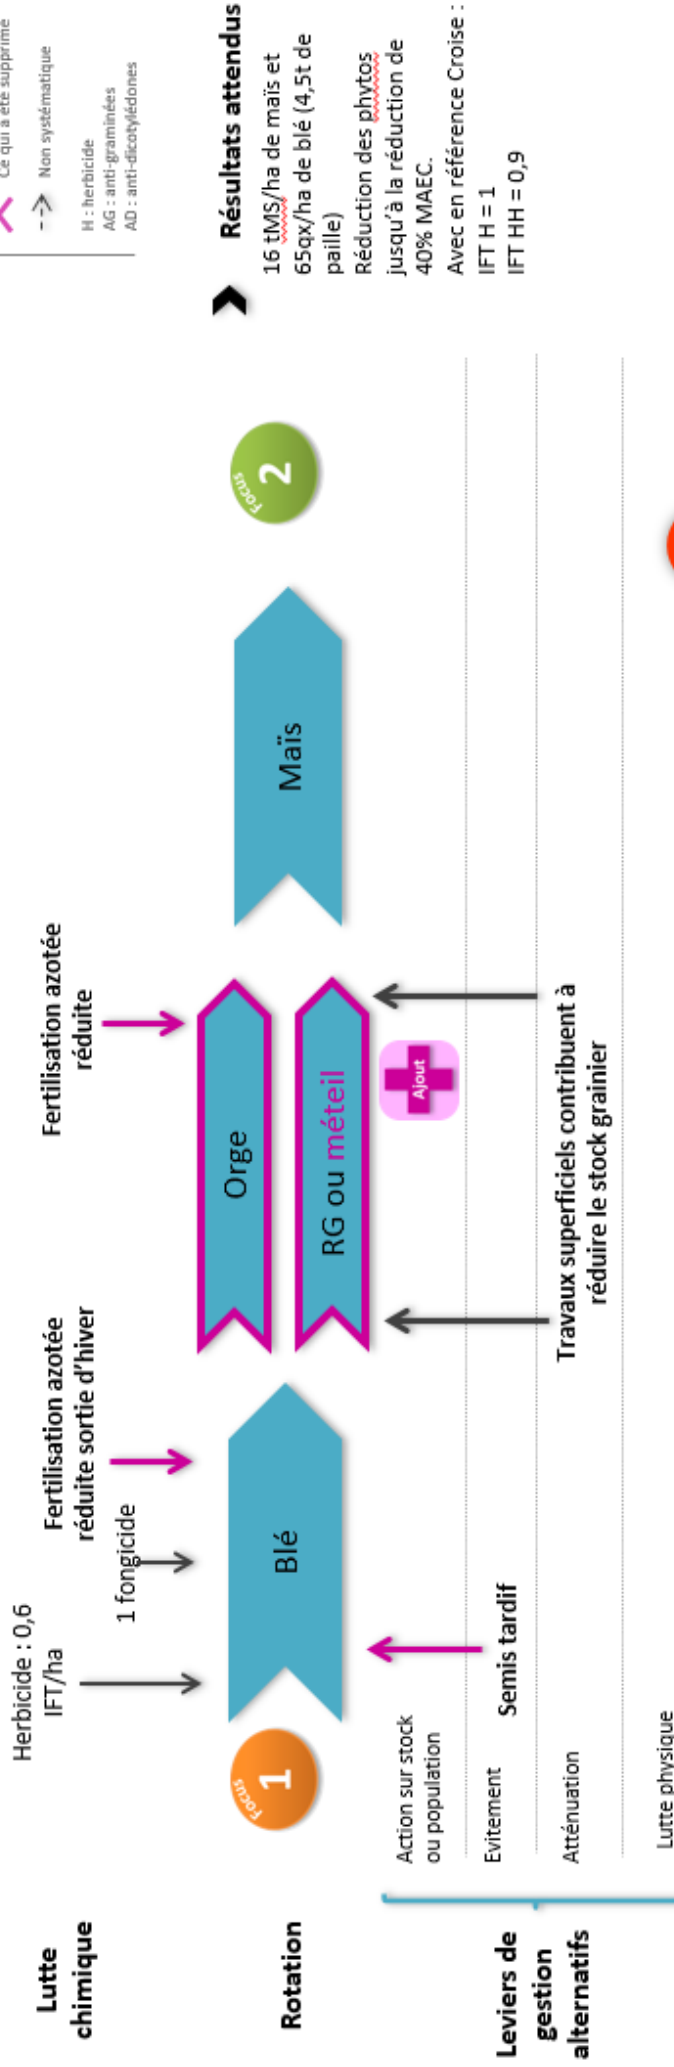 Ce qui a été supprimé
Non systématique
H : herbicide
AG : anti-graminées
AD : anti-dicotylédones
Lutte
chimique
Herbicide : 0,6
IFT/ha
1 fongicide
Fertilisation azotée
réduite sortie d'hiver
Fertilisation azotée
réduite
Rotation
Focus
1
Blé
Orge
RG ou méteil
Ajout
Maïs
Focus
2
Résultats attendus
16 tMS/ha de maïs et
65qx/ha de blé (4,5t de
paille)
Réduction des phytos
jusqu'à la réduction de
40% MAEC.
Avec en référence Croise :
IFT H = 1
IFT HH = 0,9
Leviers de
gestion
alternatifs
Action sur stock
ou population
Evitement
Semis tardif
Atténuation
Travaux superficiels contribuent à
réduire le stock grainier
Lutte physique